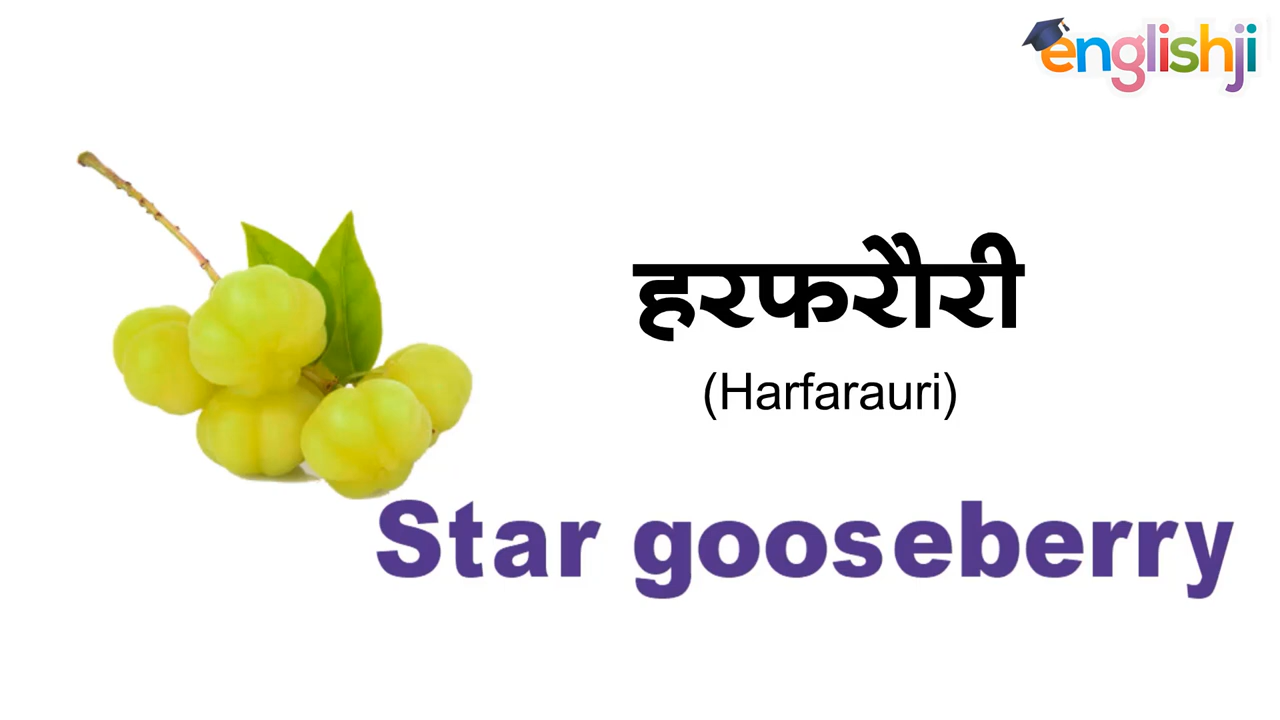 englishji
हरफरौरी
(Harfarauri)
Star gooseberry